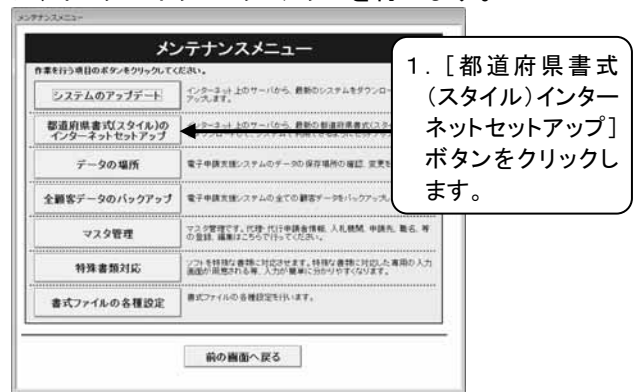 メンテナンスメニュー
メンテナンスメニュー
作業を行う項目のボタンをクリックしてください。
システムのアップデート
インターネット上のサーバから、最新のシステムをダウンロー
アップします。
都道府県書式(スタイル)の
インターネットセットアップ
データの場所
電子申請支援システムのデータの保存場所の確認、変更を
全顧客データのバックアップ
電子申請支援システムの全ての顧客データをバックアップし
マスタ管理
マスタ管理です。代理・代行申請者情報、入札機関、申請先、職名、等
の登録、編集はこちらで行ってください。
特殊書類対応
ソフトを特殊な書類に対応させます。特殊な書類に対応した専用の入力
画面が用意される等、入力が簡単に分かりやすくなります。
書式ファイルの各種設定
書式ファイルの各種設定を行います。
前の画面へ戻る
1.[都道府県書式
(スタイル)インター
ネットセットアップ]
ボタンをクリックし
ます。